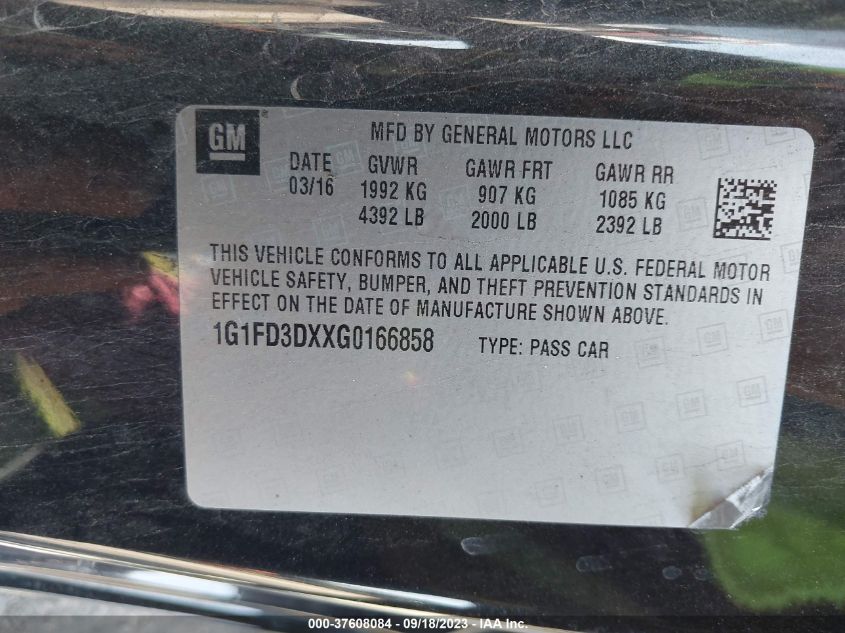 GM
MFD BY GENERAL MOTORS LLC
DATE GVWR GAWR FRT GAWR RR
03/16 1992 KG 907 KG 1085 KG
4392 LB 2000 LB 2392 LB
THIS VEHICLE CONFORMS TO ALL APPLICABLE U.S. FEDERAL MOTOR
VEHICLE SAFETY, BUMPER, AND THEFT PREVENTION STANDARDS IN
EFFECT ON THE DATE OF MANUFACTURE SHOWN ABOVE.
1G1FD3DXXG0166858 TYPE: PASS CAR
000-37608084 - 09/18/2023 - IAA Inc.